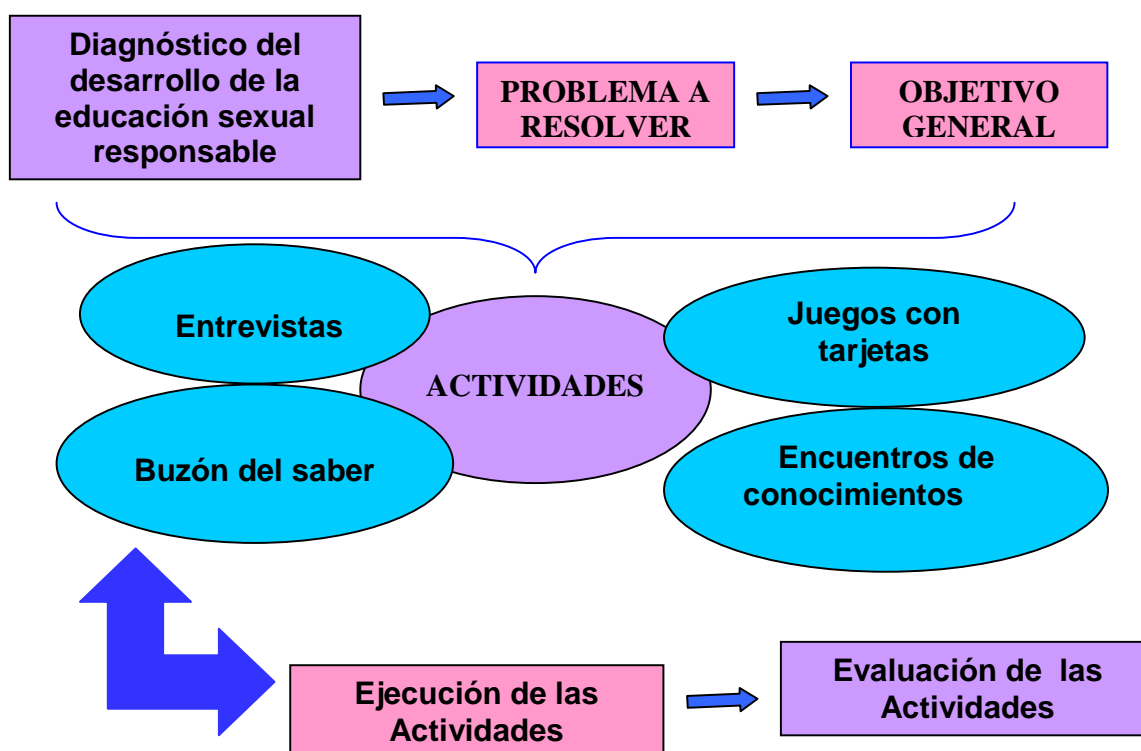 Diagnóstico del
desarrollo de la
educación sexual
responsable
PROBLEMA A
RESOLVER
OBJETIVO
GENERAL
Entrevistas
Juegos con
tarjetas
ACTIVIDADES
Buzón del saber
Encuentros de
conocimientos
Ejecución de las
Actividades
Evaluación de las
Actividades